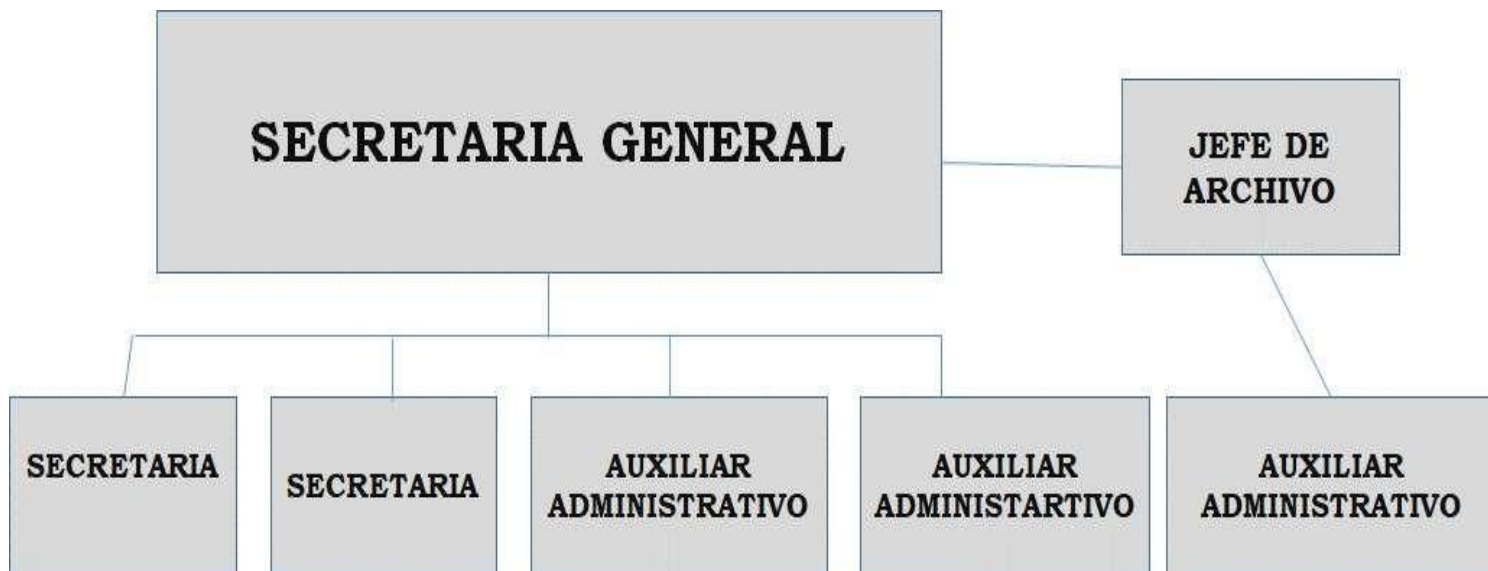 SECRETARIA GENERAL
JEFE DE
ARCHIVO
SECRETARIA
SECRETARIA
AUXILIAR
ADMINISTRATIVO
AUXILIAR
ADMINISTARTIVO
AUXILIAR
ADMINISTRATIVO